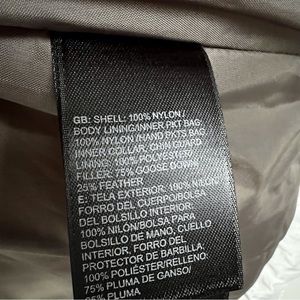 GB: SHELL: 100% NYLON /
BODY LINING/INNER PKT BAG:
100% NYLON /HAND PKTS BAG,
INNER COLLAR, CHIN GUARD
LINING: 100% POLYESTER/
FILLER: 75% GOOSE DOWN,
25% FEATHER
E: TELA EXTERIOR: 100% NILÓN/
FORRO DEL CUERPO/BOLSA
DEL BOLSILLO INTERIOR:
100% NILÓN/BOLSA PARA
BOLSILLO DE MANO, CUELLO
INTERIOR, FORRO DEL
PROTECTOR DE BARBILLA:
100% POLIÉSTER/RELLENO:
75% PLUMA DE GANSO/
25% PLUMA